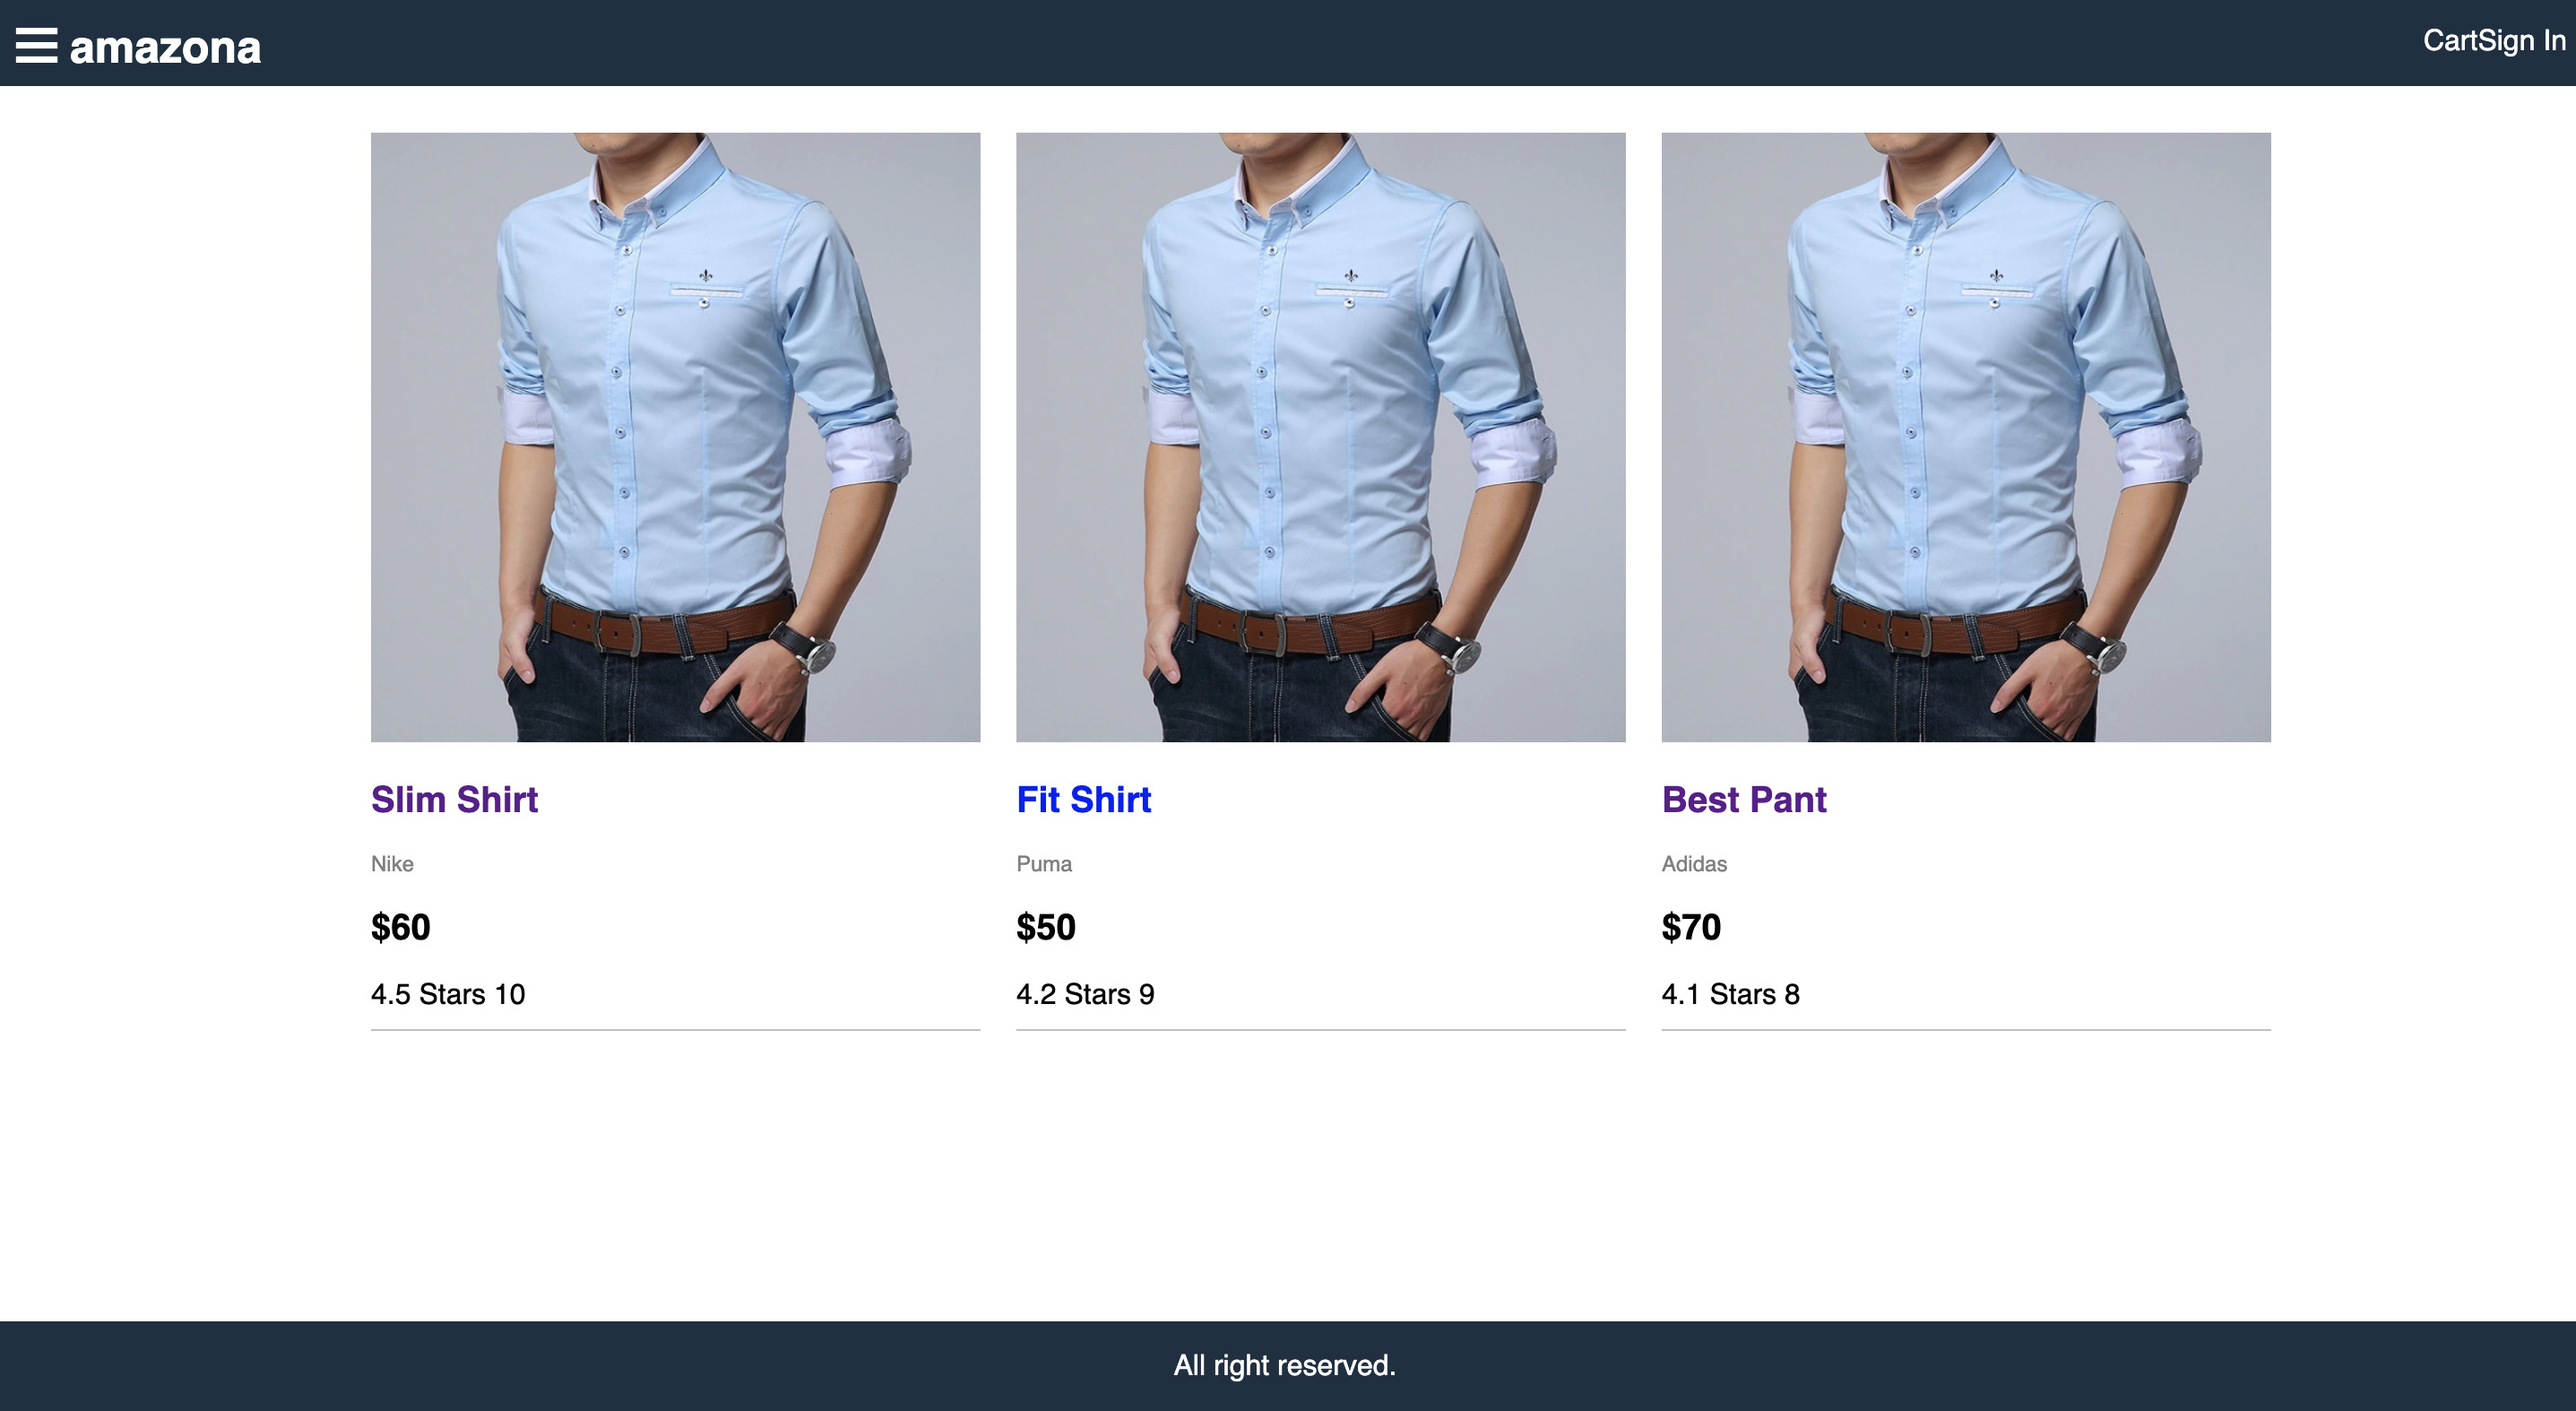 amazona
CartSign In
Slim Shirt
Nike
$60
4.5 Stars 10
Fit Shirt
Puma
$50
4.2 Stars 9
Best Pant
Adidas
$70
4.1 Stars 8
All right reserved.